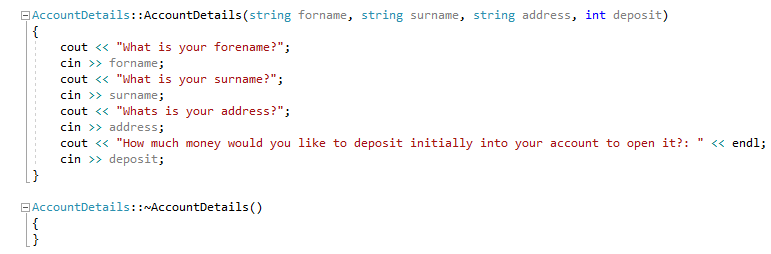 AccountDetails::AccountDetails(string forname, string surname, string address, int deposit)
{
cout << "What is your forename?";
cin >> forname;
cout << "What is your surname?";
cin >> surname;
cout << "Whats is your address?";
cin >> address;
cout << "How much money would you like to deposit initially into your account to open it?: " << endl;
cin >> deposit;
}
AccountDetails::~AccountDetails()
{
}